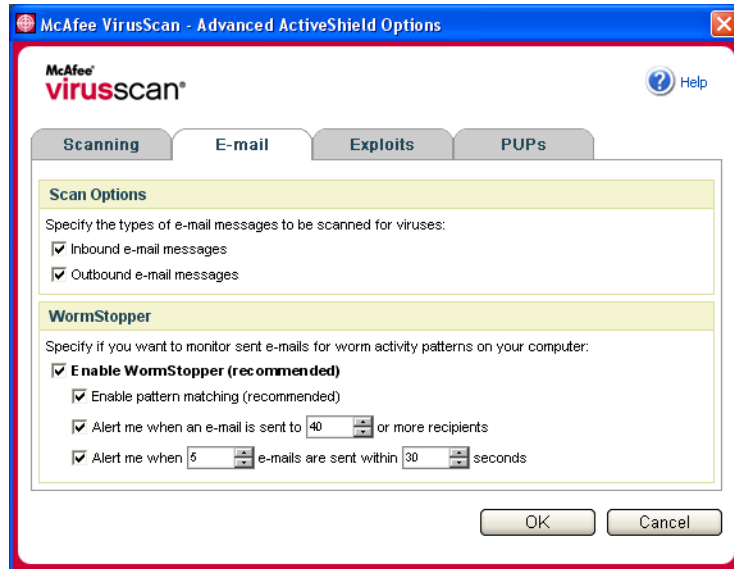 McAfee VirusScan - Advanced ActiveShield Options
McAfee®
virusscan®
Help
Scanning
E-mail
Exploits
PUPs
Scan Options
Specify the types of e-mail messages to be scanned for viruses:
Inbound e-mail messages
Outbound e-mail messages
WormStopper
Specify if you want to monitor sent e-mails for worm activity patterns on your computer:
Enable WormStopper (recommended)
Enable pattern matching (recommended)
Alert me when an e-mail is sent to 40 or more recipients
Alert me when 5 e-mails are sent within 30 seconds
OK
Cancel